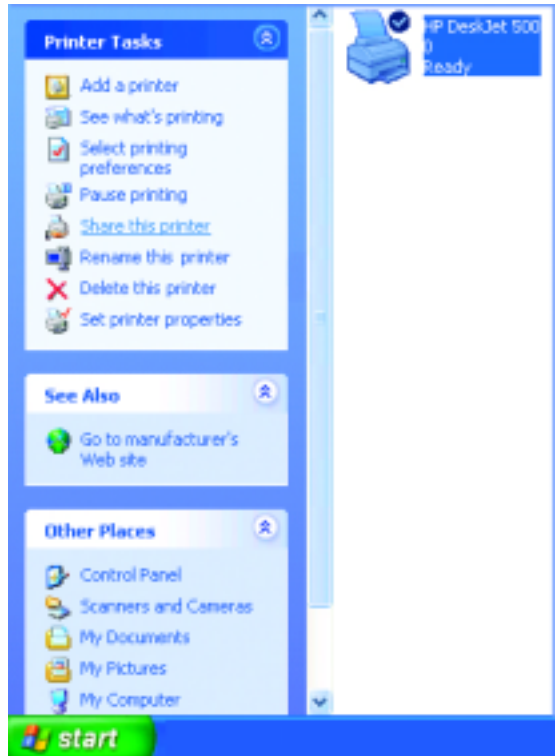 Printer Tasks
Add a printer
See what's printing
Select printing
preferences
Pause printing
Share this printer
Rename this printer
Delete this printer
Set printer properties
See Also
Go to manufacturer's
Web site
Other Places
Control Panel
Scanners and Cameras
My Documents
My Pictures
My Computer
HP DeskJet 500
0
Ready
start